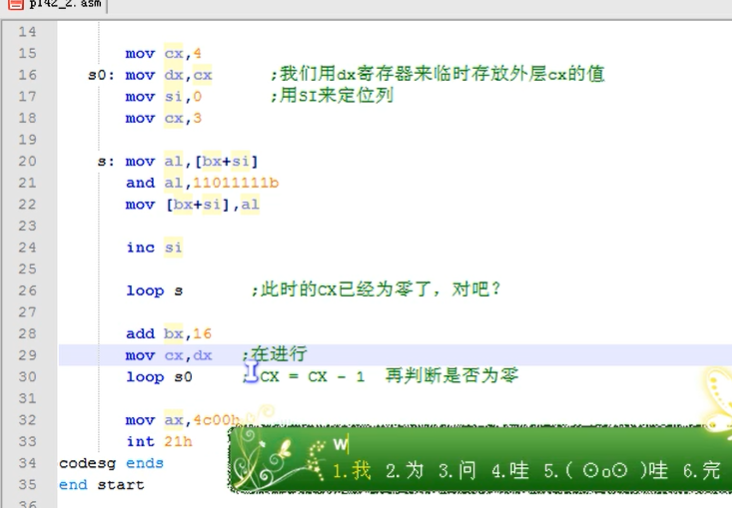 p142_2.asm
14
15 mov cx,4
16 s0: mov dx,cx ;我们用dx寄存器来临时存放外层cx的值
17 mov si,0 ;用SI来定位列
18 mov cx,3
19
20 s: mov al,[bx+si]
21 and al,11011111b
22 mov [bx+si],al
23
24 inc si
25
26 loop s ;此时的CX已经为零了，对吧？
27
28 add bx,16
29 mov cx,dx ;在进行
30 loop s0 ; CX = CX - 1 再判断是否为零
31
32 mov ax,4c00h
33 int 21h
34 codesg ends
35 end start
36
w
1.我 2.为 3.问 4.哇 5.( ⊙o⊙ )哇 6.完